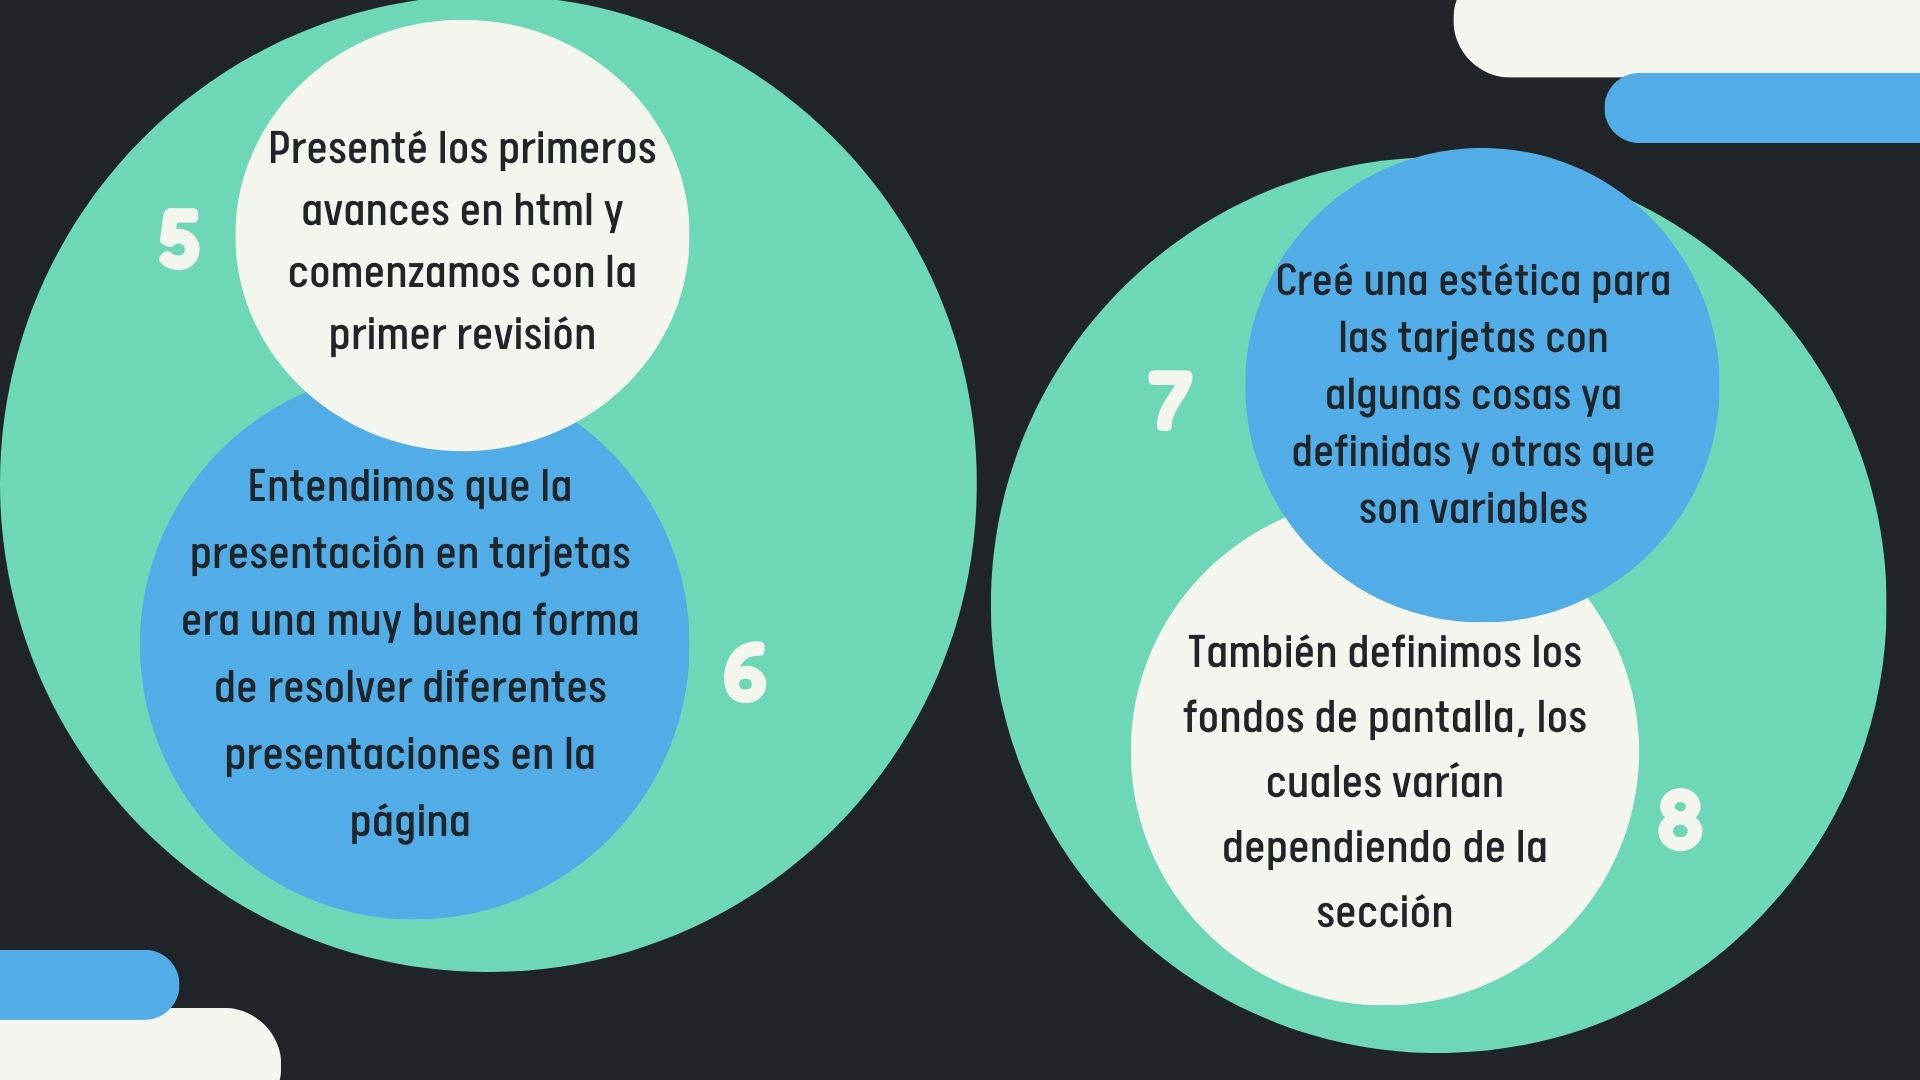 5
Presenté los primeros
avances en html y
comenzamos con la
primer revisión
Entendimos que la
presentación en tarjetas
era una muy buena forma
de resolver diferentes
presentaciones en la
página
6
7
Creé una estética para
las tarjetas con
algunas cosas ya
definidas y otras que
son variables
También definimos los
fondos de pantalla, los
cuales varían
dependiendo de la
sección
8